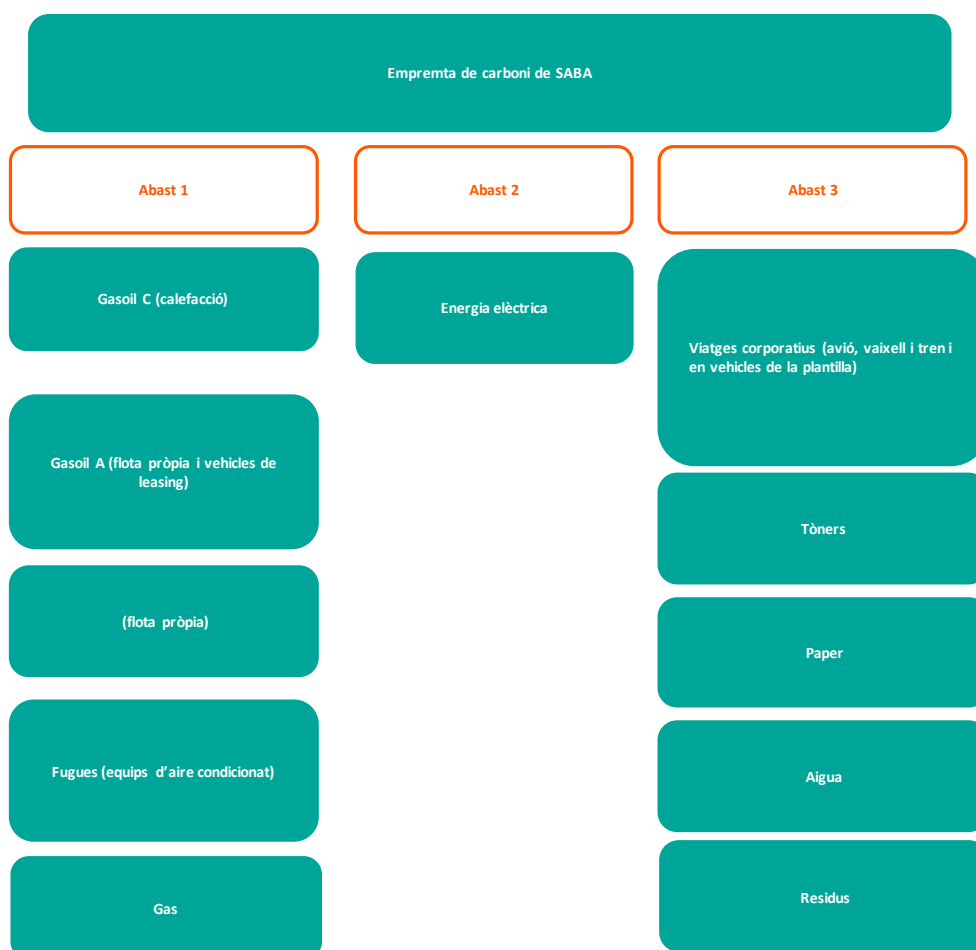 Empremta de carboni de SABA
Abast 1
Abast 2
Abast 3
Gasoil C (calefacció)
Gasoil A (flota pròpia i vehicles de
leasing)
(flota pròpia)
Fugues (equips d’aire condicionat)
Gas
Energia elèctrica
Viatges corporatius (avió, vaixell i tren i
en vehicles de la plantilla)
Tòners
Paper
Aigua
Residus